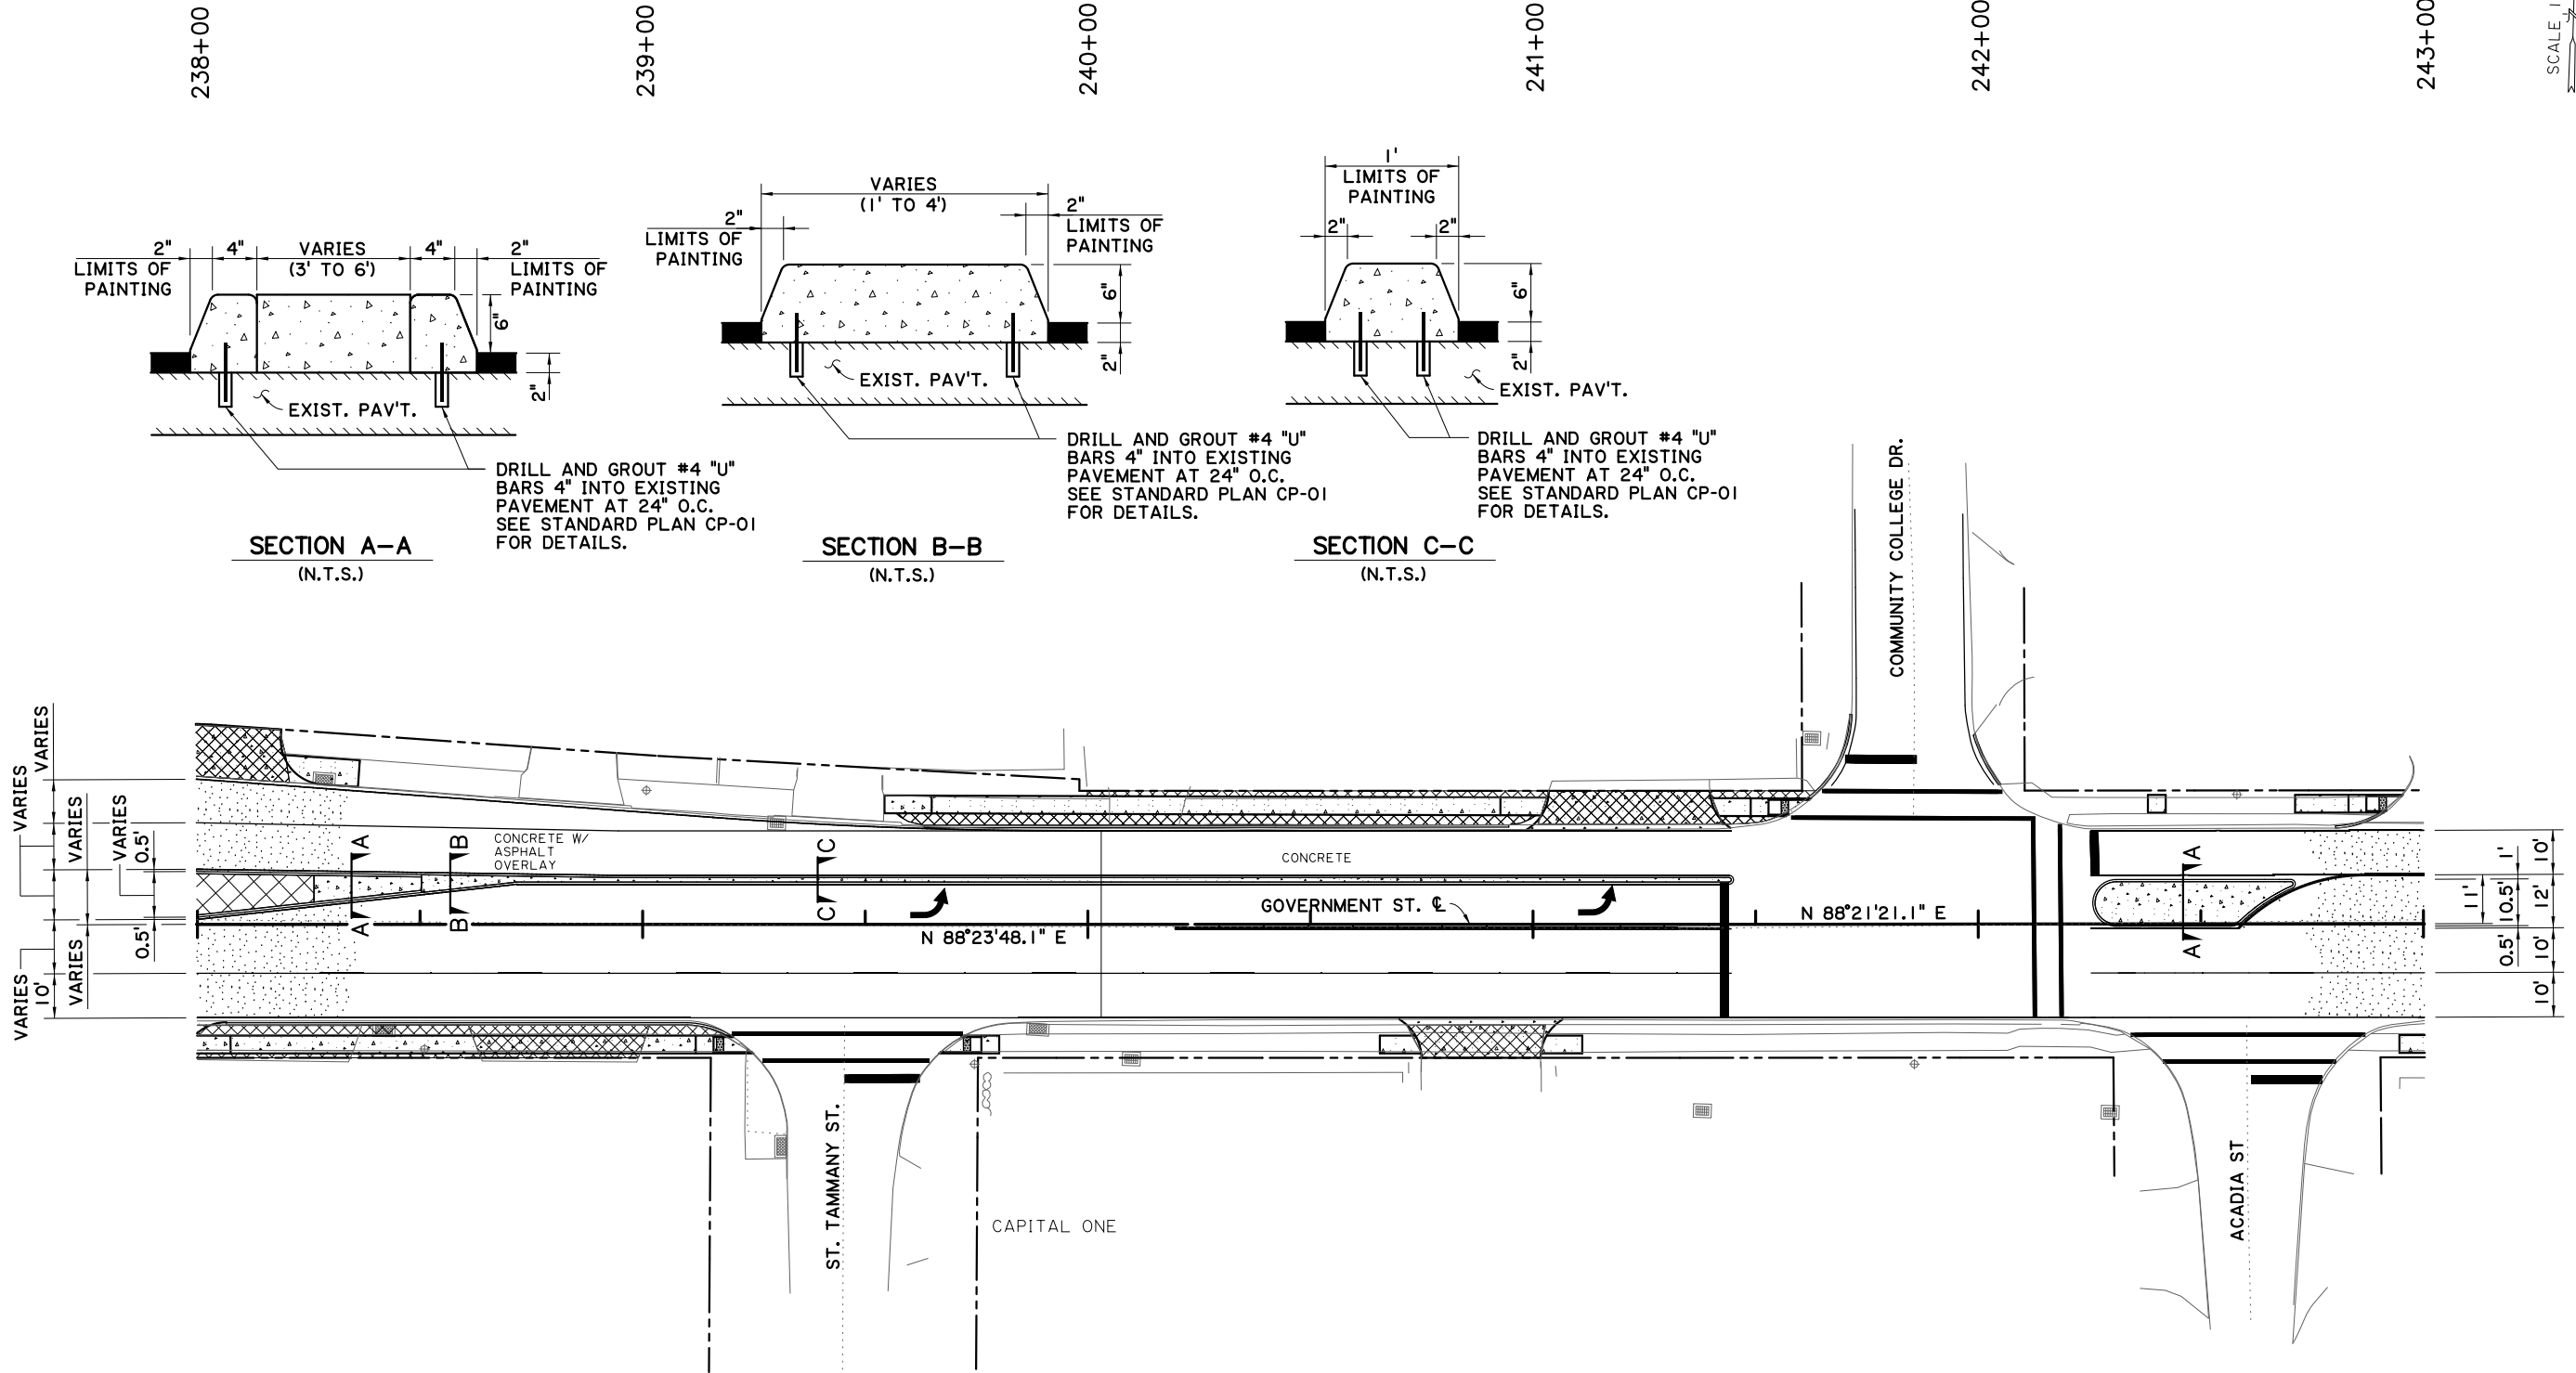 238+00
239+00
240+00
241+00
242+00
243+00
SCALE 1
2"
LIMITS OF
PAINTING
4"
VARIES
(3' TO 6')
4"
2"
LIMITS OF
PAINTING
6"
2"
EXIST. PAV'T.
DRILL AND GROUT #4 "U"
BARS 4" INTO EXISTING
PAVEMENT AT 24" O.C.
SEE STANDARD PLAN CP-01
FOR DETAILS.
SECTION A-A
(N.T.S.)
VARIES
(1' TO 4')
2"
LIMITS OF
PAINTING
2"
LIMITS OF
PAINTING
6"
2"
EXIST. PAV'T.
DRILL AND GROUT #4 "U"
BARS 4" INTO EXISTING
PAVEMENT AT 24" O.C.
SEE STANDARD PLAN CP-01
FOR DETAILS.
SECTION B-B
(N.T.S.)
1'
LIMITS OF
PAINTING
2"
2"
6"
2"
EXIST. PAV'T.
DRILL AND GROUT #4 "U"
BARS 4" INTO EXISTING
PAVEMENT AT 24" O.C.
SEE STANDARD PLAN CP-01
FOR DETAILS.
SECTION C-C
(N.T.S.)
COMMUNITY COLLEGE DR.
VARIES
VARIES
VARIES
VARIES
0.5'
0.5'
VARIES
10'
VARIES
A
A
B
B
CONCRETE W/
ASPHALT
OVERLAY
C
C
CONCRETE
GOVERNMENT ST. ℄
N 88°23'48.1" E
N 88°21'21.1" E
A
A
11'
1'
10.5'
0.5'
10'
12'
10'
10'
ST. TAMMANY ST.
CAPITAL ONE
ACADIA ST